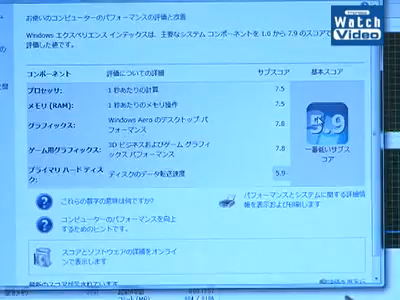 Watch
Video
お使いのコンピューターのパフォーマンスの評価と改善
Windows エクスペリエンス インデックスは、主要なシステム コンポーネントを 1.0 から 7.9 のスコアで
評価した値です。
コンポーネント 評価についての詳細 サブスコア 基本スコア
プロセッサ: 1 秒あたりの計算 7.5
メモリ (RAM): 1 秒あたりのメモリ操作 7.5
グラフィックス: Windows Aero のデスクトップ パフォーマンス 7.8
ゲーム用グラフィックス: 3D ビジネスおよびゲーム グラフィックス パフォーマンス 7.8
プライマリ ハード ディスク: ディスクのデータ転送速度 5.9
5.9
一番低いサブスコア
これらの数字の意味は何ですか?
パフォーマンスとシステムに関する詳細情報を表示および印刷します
コンピューターのパフォーマンスを向上するためのヒントです。
スコアとソフトウェアの詳細をオンラインで表示します